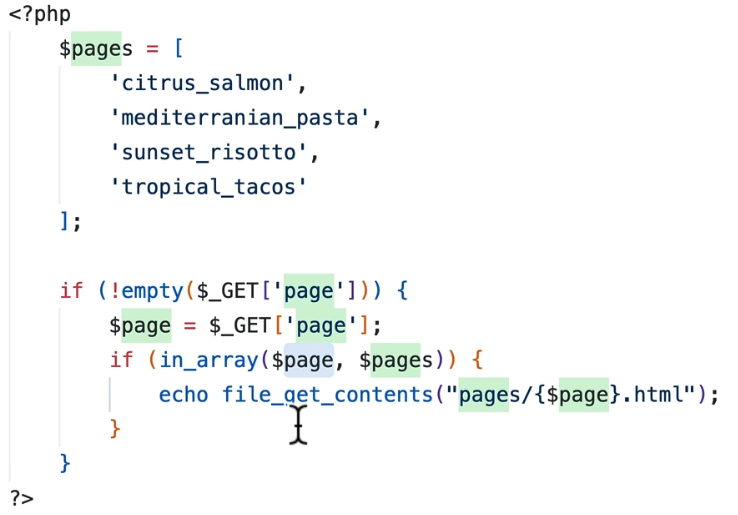 <?php
    $pages = [
        'citrus_salmon',
        'mediterranian_pasta',
        'sunset_risotto',
        'tropical_tacos'
    ];

    if (!empty($_GET['page'])) {
        $page = $_GET['page'];
        if (in_array($page, $pages)) {
            echo file_get_contents("pages/{$page}.html");
        }
    }
?>